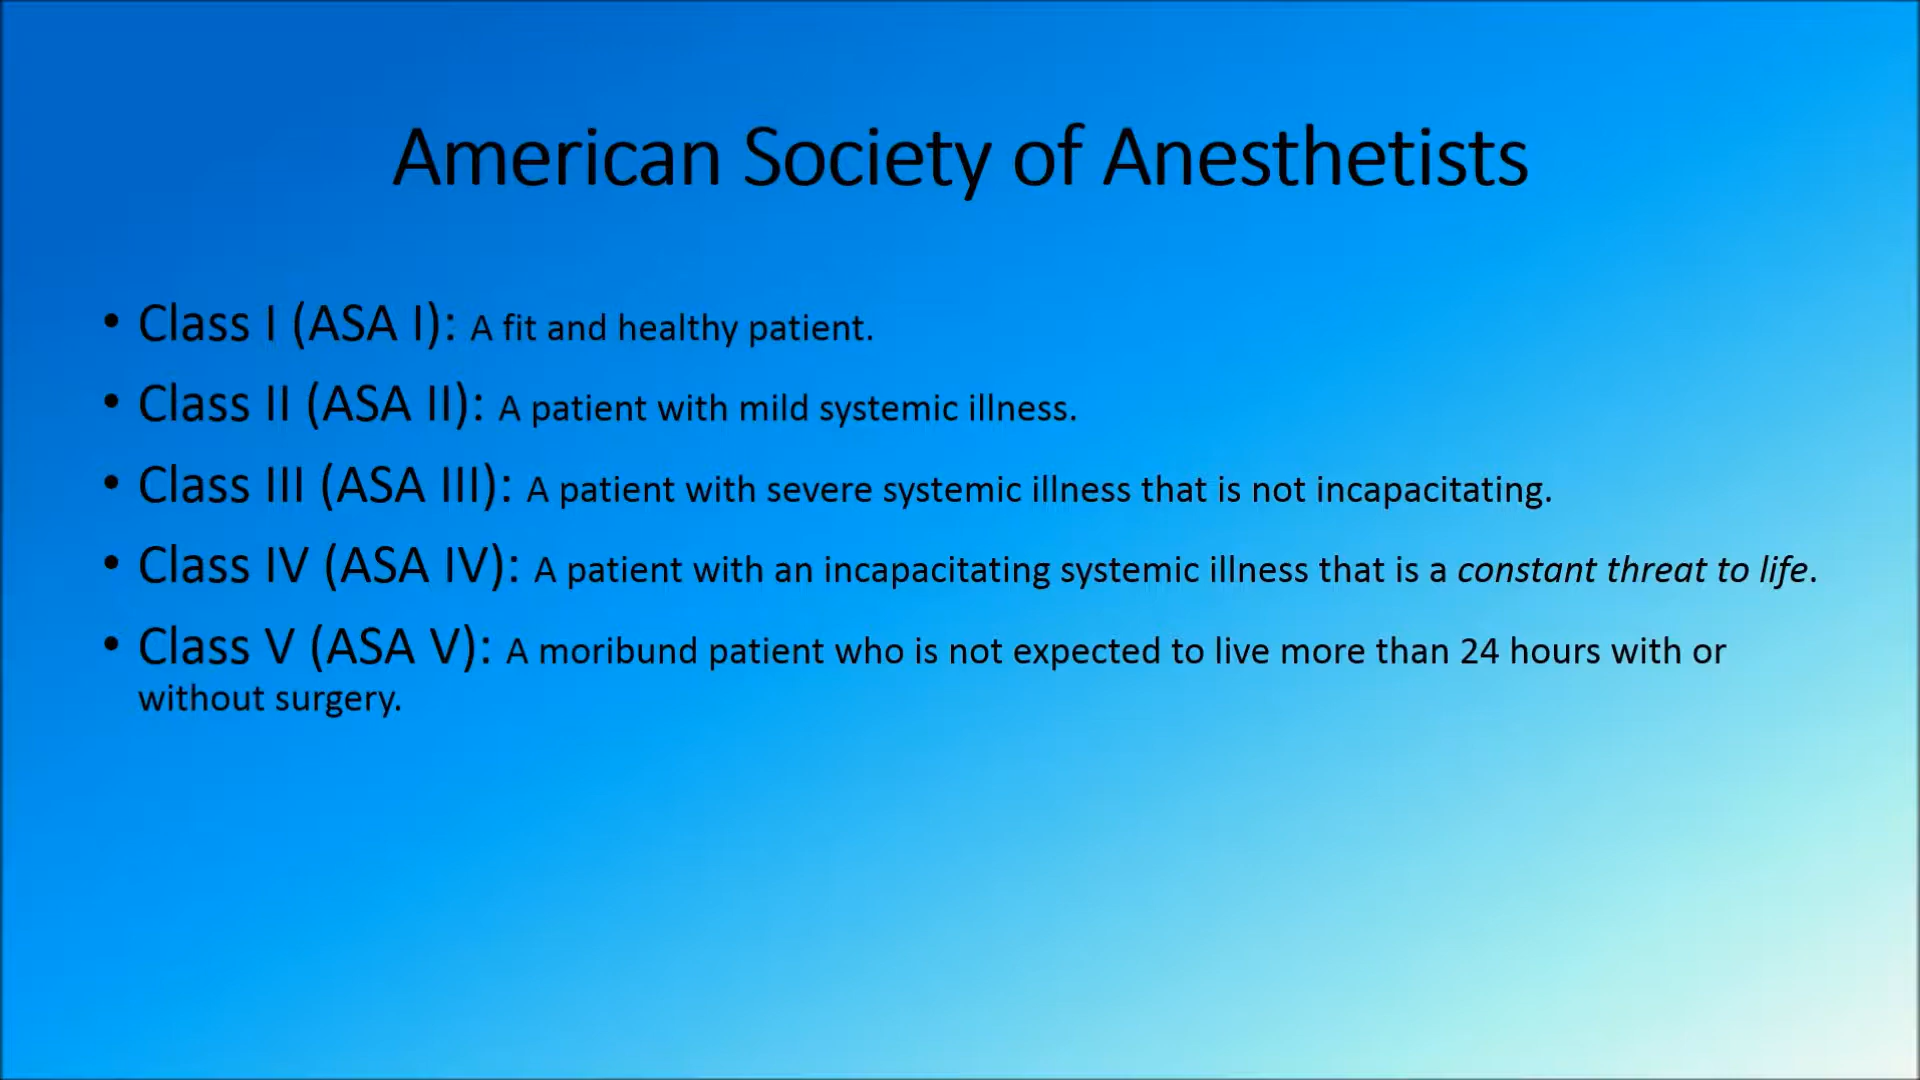 American Society of Anesthetists
• Class I (ASA I): A fit and healthy patient.
• Class II (ASA II): A patient with mild systemic illness.
• Class III (ASA III): A patient with severe systemic illness that is not incapacitating.
• Class IV (ASA IV): A patient with an incapacitating systemic illness that is a constant threat to life.
• Class V (ASA V): A moribund patient who is not expected to live more than 24 hours with or
without surgery.